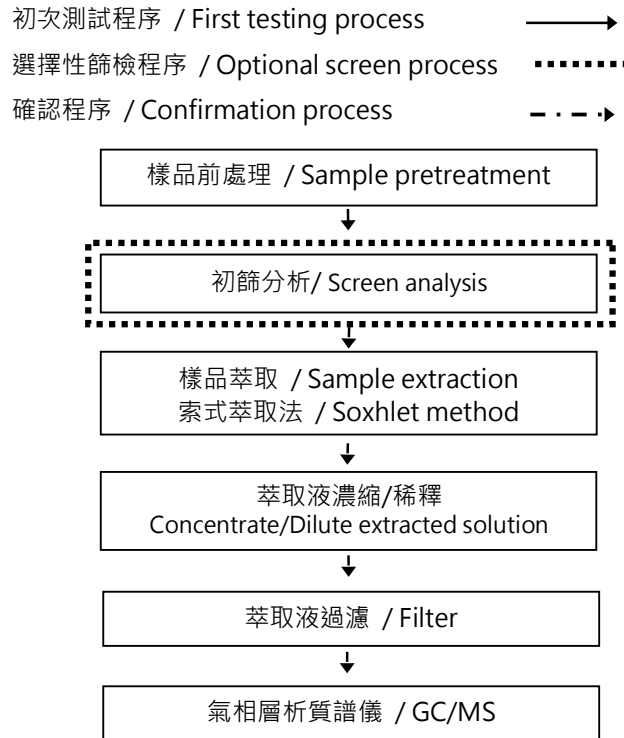 初次測試程序 / First testing process
選擇性篩檢程序 / Optional screen process
確認程序 / Confirmation process
樣品前處理 / Sample pretreatment
初篩分析/ Screen analysis
樣品萃取 / Sample extraction
索式萃取法 / Soxhlet method
萃取液濃縮/稀釋
Concentrate/Dilute extracted solution
萃取液過濾 / Filter
氣相層析質譜儀 / GC/MS